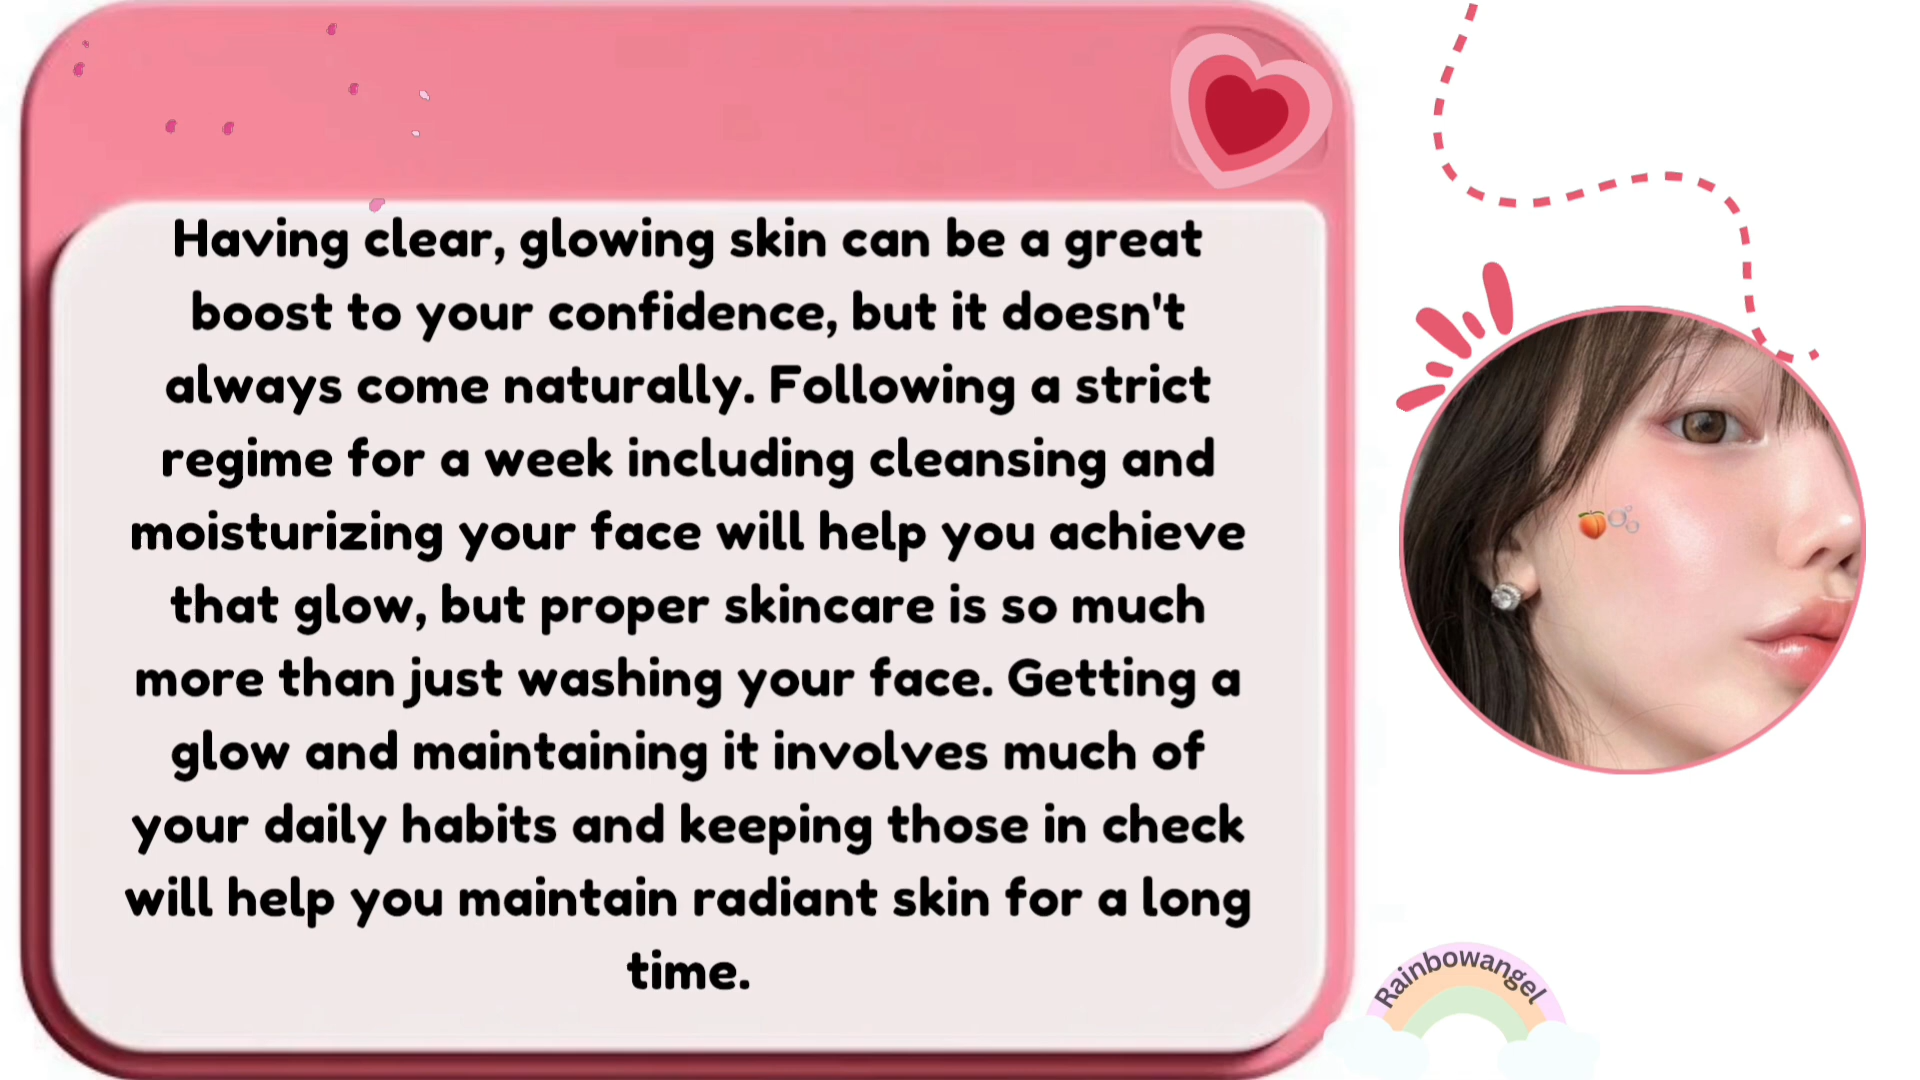 Having clear, glowing skin can be a great
boost to your confidence, but it doesn't
always come naturally. Following a strict
regime for a week including cleansing and
moisturizing your face will help you achieve
that glow, but proper skincare is so much
more than just washing your face. Getting a
glow and maintaining it involves much of
your daily habits and keeping those in check
will help you maintain radiant skin for a long
time.
Rainbowangel